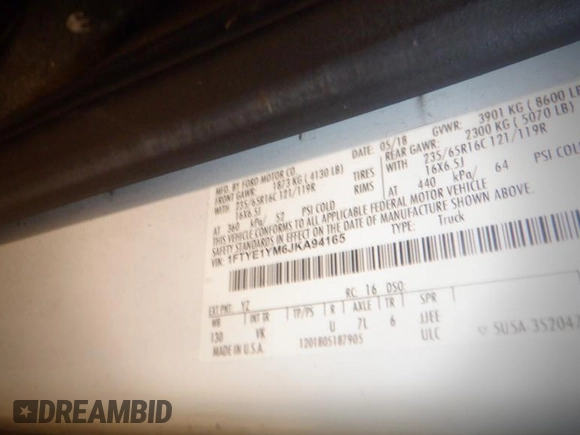 MFG. BY FORD MOTOR CO. DATE: 05/18 GVWR: 3901 KG ( 8600 LB
FRONT GAWR: 1873 KG ( 4130 LB) REAR GAWR: 2300 KG ( 5070 LB)
WITH 235/65R16C 121/119R TIRES WITH 235/65R16C 121/119R
16X6.5J RIMS 16X6.5J
AT 360 kPa/ 52 PSI COLD AT 440 kPa/ 64 PSI COLD
THIS VEHICLE CONFORMS TO ALL APPLICABLE FEDERAL MOTOR VEHICLE
SAFETY STANDARDS IN EFFECT ON THE DATE OF MANUFACTURE SHOWN ABOVE.
VIN: 1FTYE1YM6JKA94165 TYPE: Truck
EXT PNT: YZ RC: 16 DSO:
WB INT TR TP/PS R AXLE TR SPR
130 VK U 7L 6 JJEE
MADE IN U.S.A. 1201805187905 ULC
DREAMBID